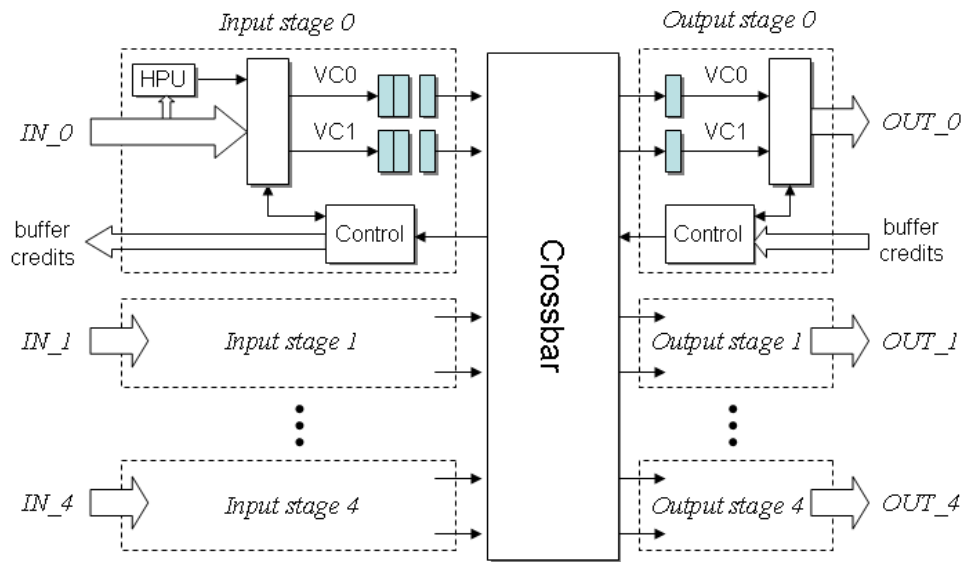 Input stage 0
Output stage 0
HPU
VC0
VC0
IN_0
VC1
VC1
OUT_0
buffer
credits
Control
Control
buffer
credits
Crossbar
IN_1
Input stage 1
Output stage 1
OUT_1
IN_4
Input stage 4
Output stage 4
OUT_4